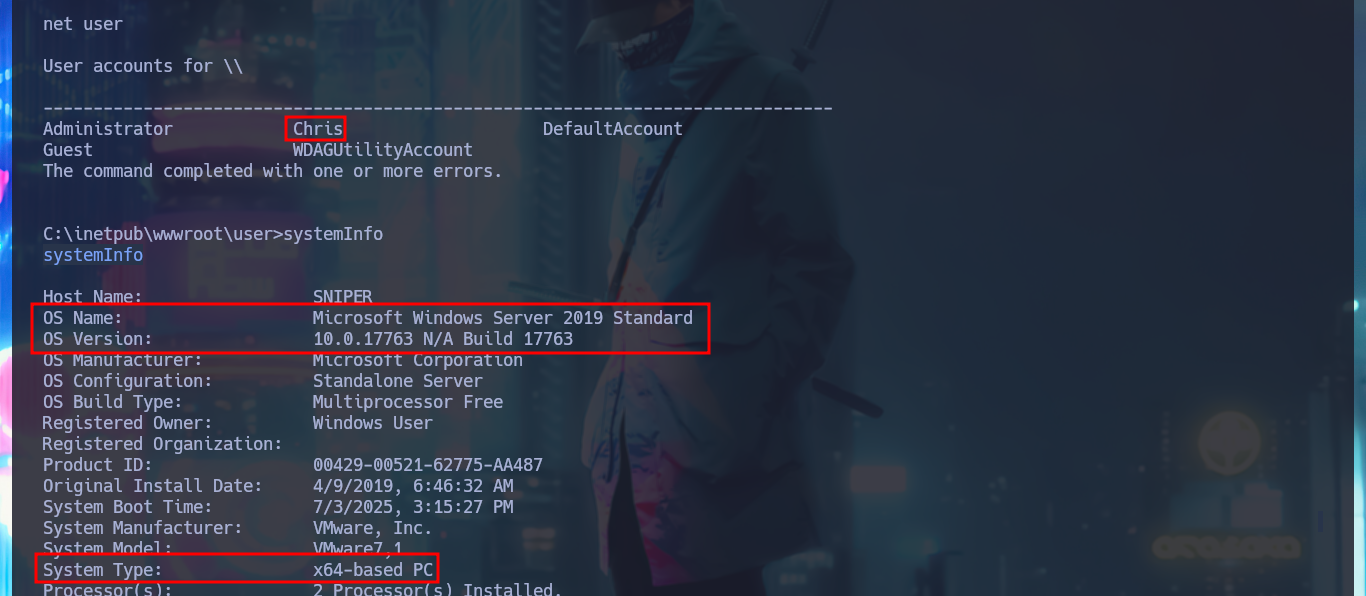 net user
User accounts for \\
-------------------------------------------------------------------------------
Administrator            Chris                    DefaultAccount
Guest                    WDAGUtilityAccount
The command completed with one or more errors.
C:\inetpub\wwwroot\user>systemInfo
systemInfo
Host Name:                 SNIPER
OS Name:                   Microsoft Windows Server 2019 Standard
OS Version:                10.0.17763 N/A Build 17763
OS Manufacturer:           Microsoft Corporation
OS Configuration:          Standalone Server
OS Build Type:             Multiprocessor Free
Registered Owner:          Windows User
Registered Organization:
Product ID:                00429-00521-62775-AA487
Original Install Date:     4/9/2019, 6:46:32 AM
System Boot Time:          7/3/2025, 3:15:27 PM
System Manufacturer:       VMware, Inc.
System Model:              VMware7,1
System Type:               x64-based PC
Processor(s):              2 Processor(s) Installed.